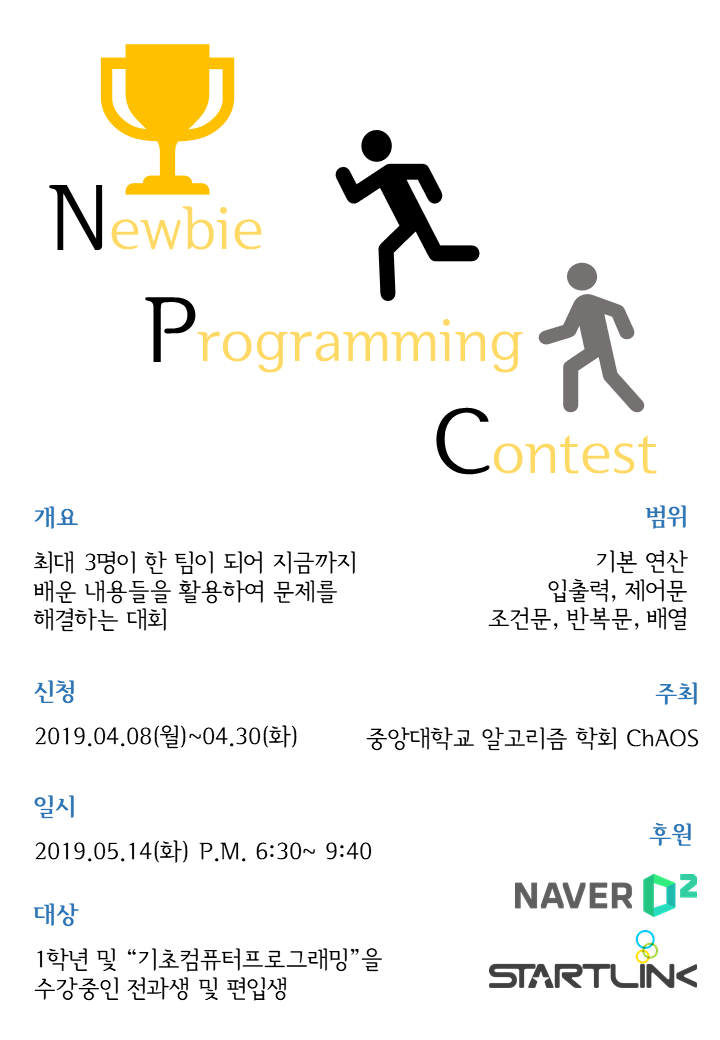 Newbie
Programming
Contest
개요
최대 3명이 한 팀이 되어 지금까지
배운 내용들을 활용하여 문제를
해결하는 대회
범위
기본 연산
입출력, 제어문
조건문, 반복문, 배열
신청
2019.04.08(월)~04.30(화)
주최
중앙대학교 알고리즘 학회 ChAOS
일시
2019.05.14(화) P.M. 6:30~ 9:40
후원
NAVER D2
STARTLINK
대상
1학년 및 “기초컴퓨터프로그래밍”을
수강중인 전과생 및 편입생